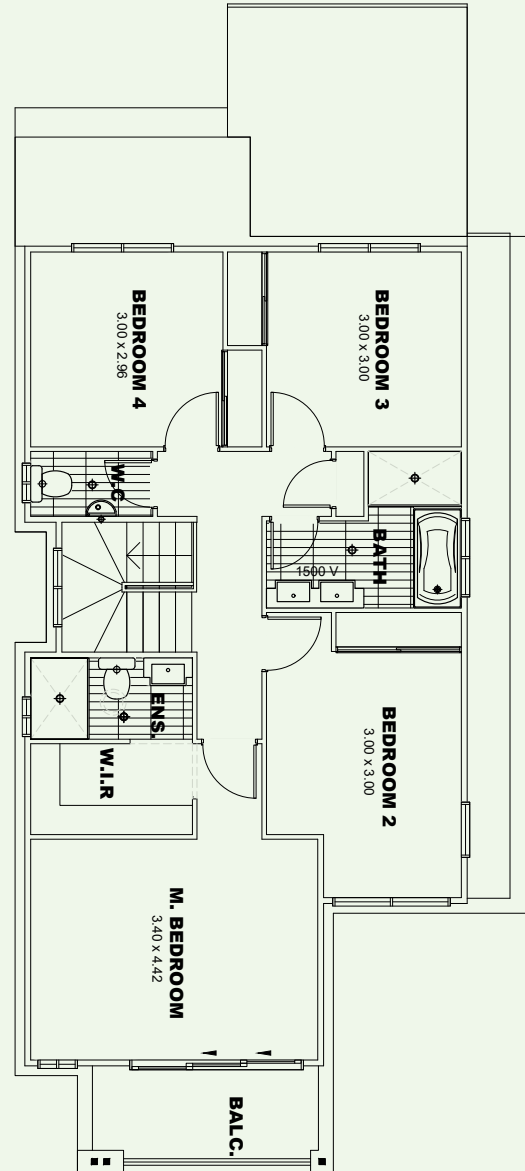 BEDROOM 4
3.00 x 2.96
BEDROOM 3
3.00 x 3.00
W.C
BATH
1500 V
ENS.
W.I.R
BEDROOM 2
3.00 x 3.00
M. BEDROOM
3.40 x 4.42
BALC.